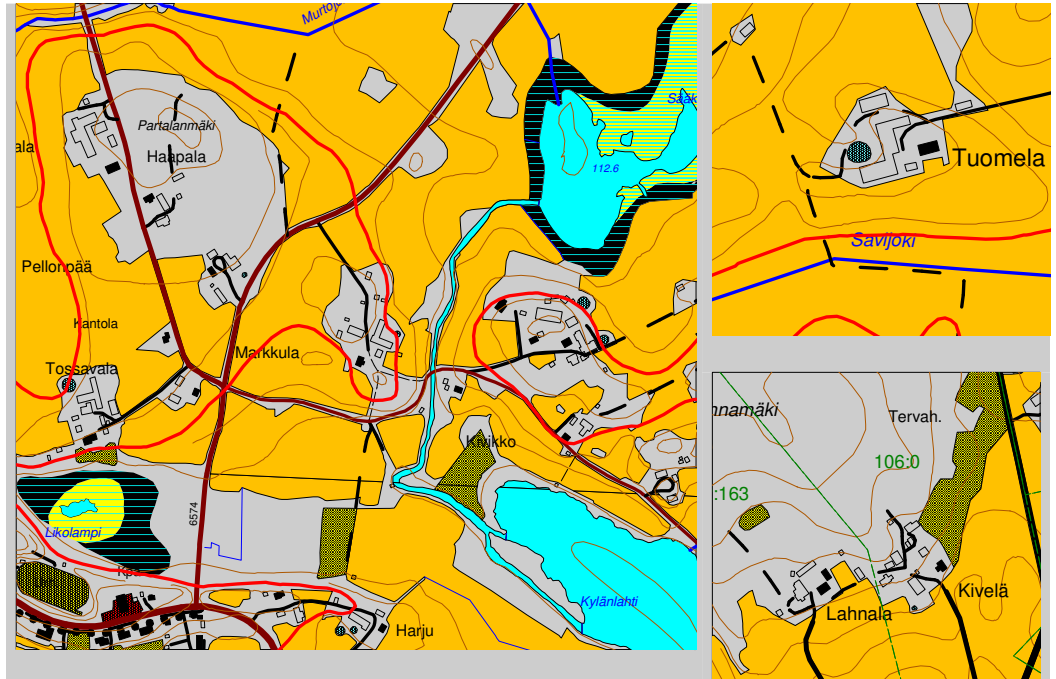 Partalanmäki
Haapala
ala
Pellonpää
Kantola
Tossavala
Markkula
112.6
Kivikko
6574
Likolampi
Kylänlahti
Harju
Tuomela
Savijoki
nnamäki
Tervah.
106:0
:163
Lahnala
Kivelä